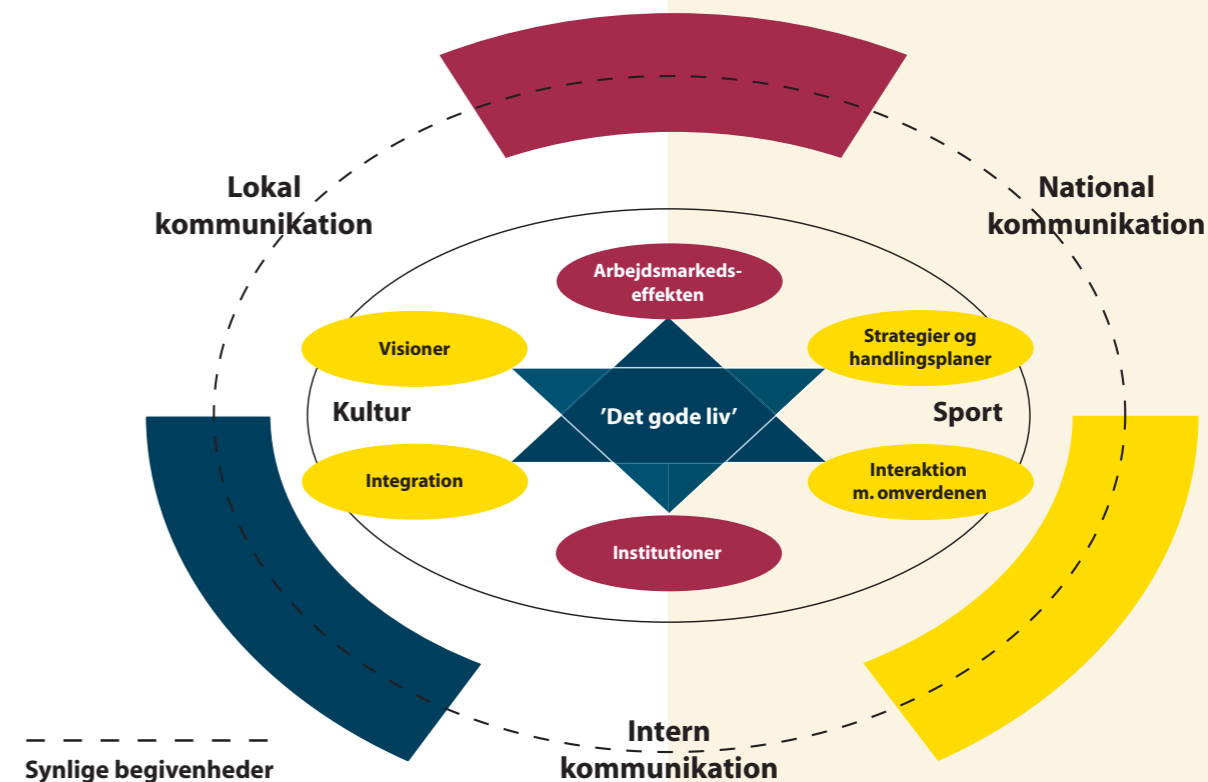 Lokal
kommunikation
National
kommunikation
Arbejdsmarkeds-
effekten
Visioner
Strategier og
handlingsplaner
Kultur
'Det gode liv'
Sport
Integration
Interaktion
m. omverdenen
Institutioner
Intern
kommunikation
Synlige begivenheder